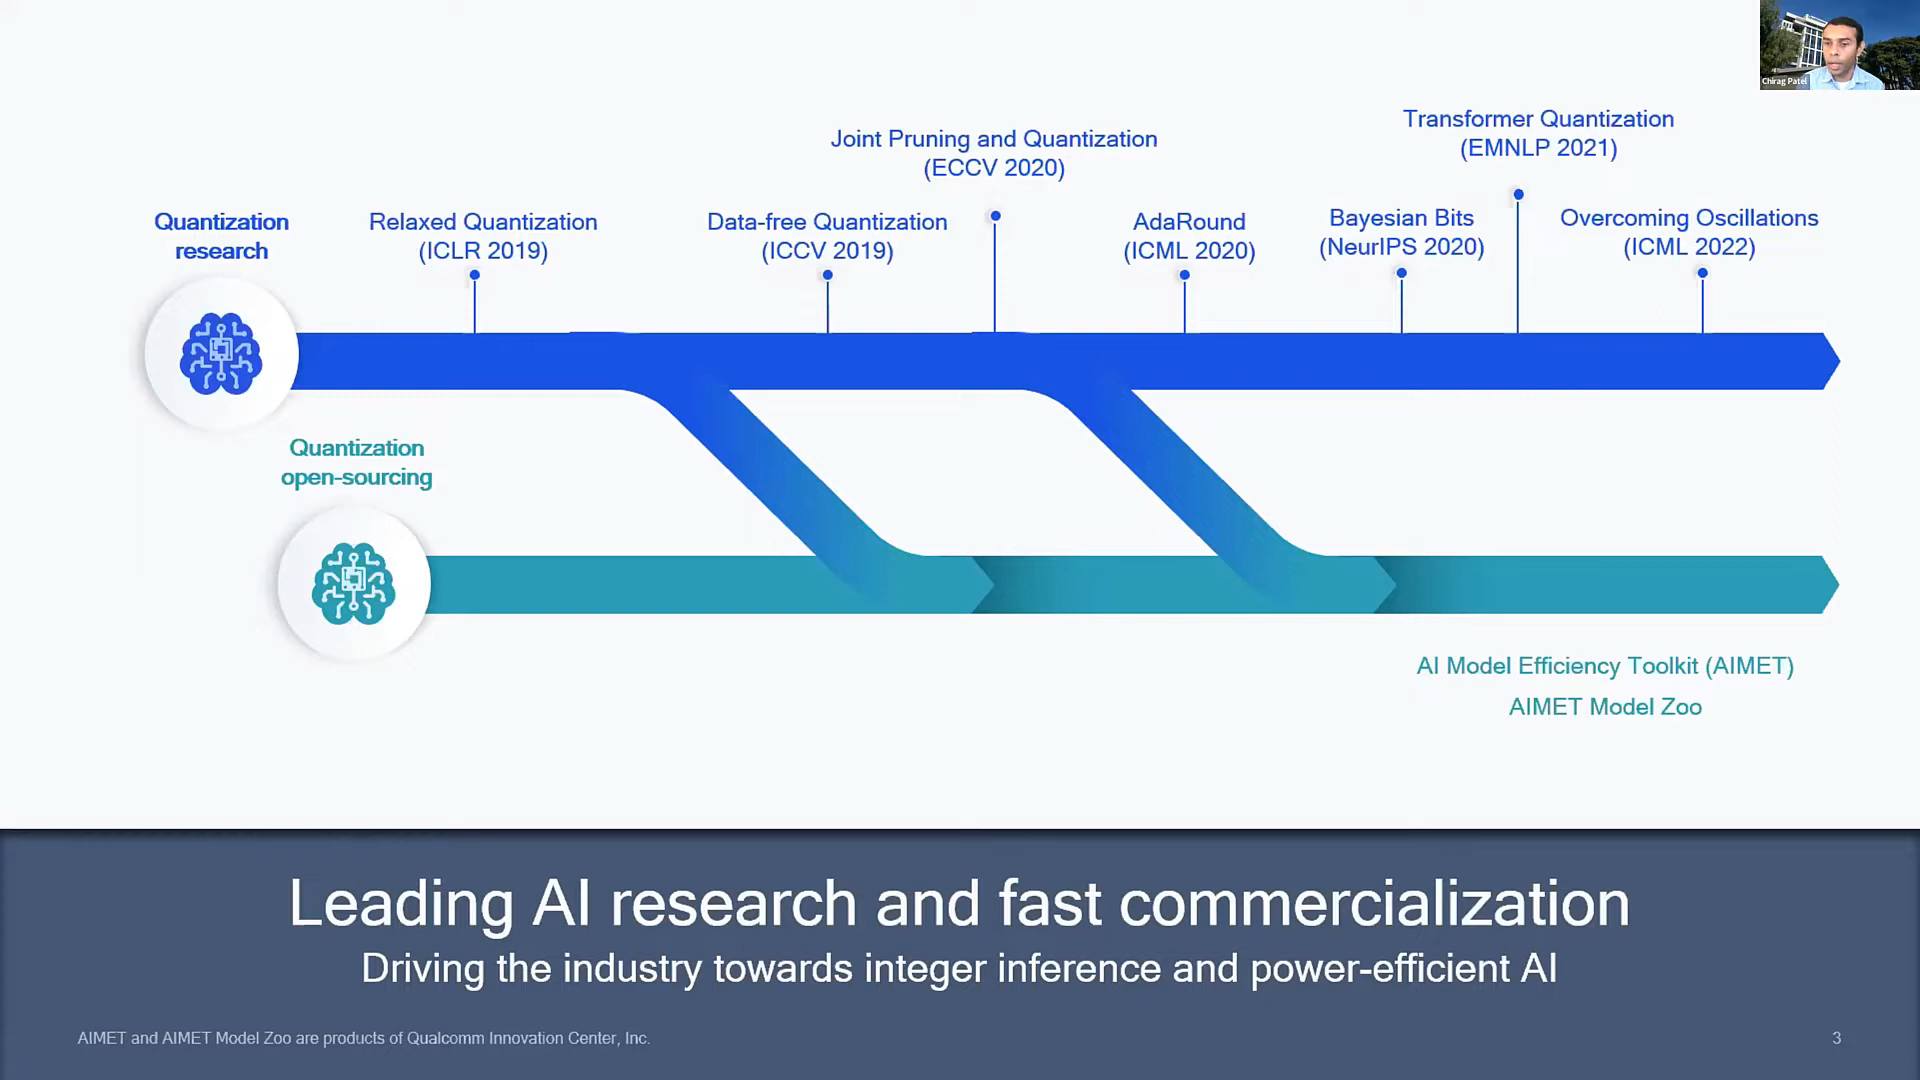 Chirag Patel
Transformer Quantization
(EMNLP 2021)
Joint Pruning and Quantization
(ECCV 2020)
Quantization
research
Relaxed Quantization
(ICLR 2019)
Data-free Quantization
(ICCV 2019)
AdaRound
(ICML 2020)
Bayesian Bits
(NeurIPS 2020)
Overcoming Oscillations
(ICML 2022)
Quantization
open-sourcing
AI Model Efficiency Toolkit (AIMET)
AIMET Model Zoo
Leading AI research and fast commercialization
Driving the industry towards integer inference and power-efficient AI
AIMET and AIMET Model Zoo are products of Qualcomm Innovation Center, Inc.
3